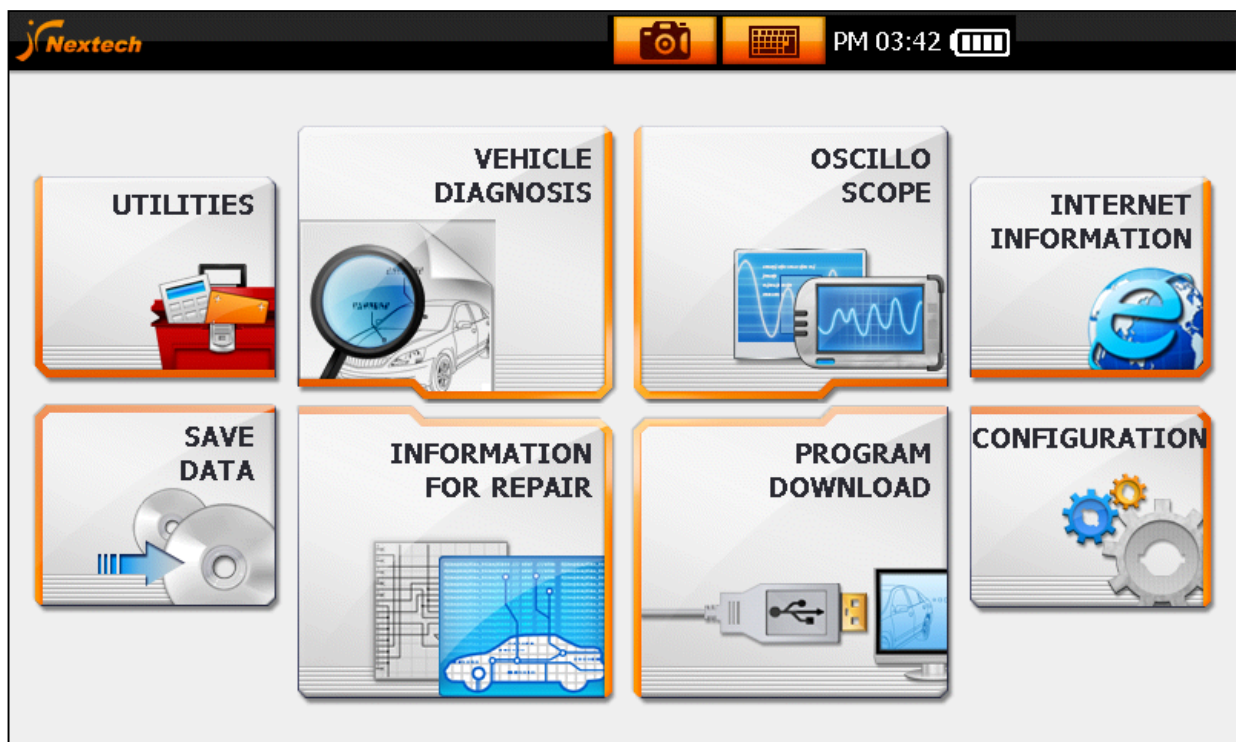 Nextech
PM 03:42
UTILITIES
VEHICLE
DIAGNOSIS
OSCILLO
SCOPE
INTERNET
INFORMATION
SAVE
DATA
INFORMATION
FOR REPAIR
PROGRAM
DOWNLOAD
CONFIGURATION